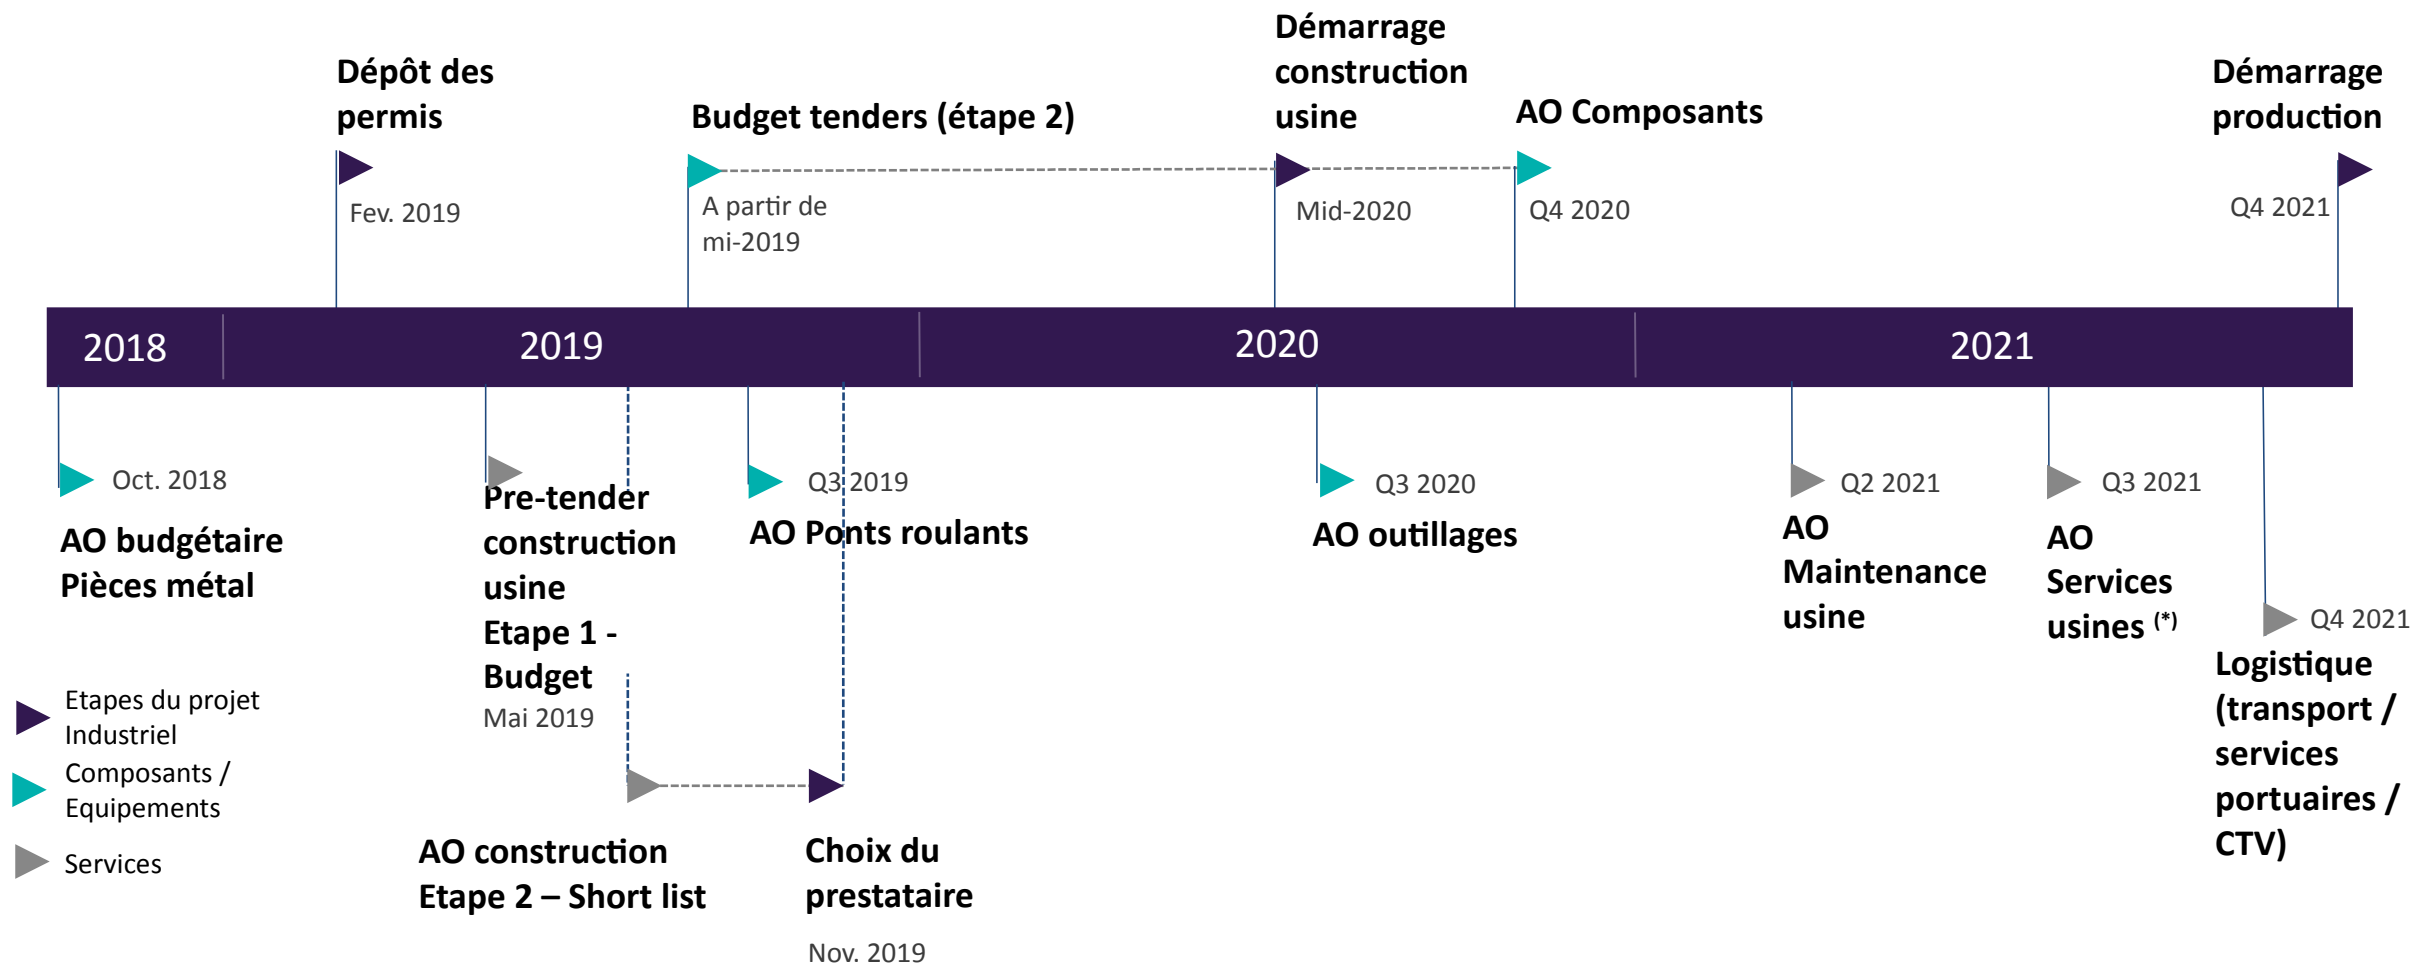 Dépôt des
permis
Fev. 2019
Budget tenders (étape 2)
A partir de
mi-2019
Démarrage
construction
usine
Mid-2020
AO Composants
Q4 2020
Démarrage
production
Q4 2021
2018
2019
2020
2021
Oct. 2018
AO budgétaire
Pièces métal
Pre-tender
construction
usine
Etape 1 -
Budget
Mai 2019
Q3 2019
AO Ponts roulants
Q3 2020
AO outillages
Q2 2021
AO
Maintenance
usine
Q3 2021
AO
Services
usines (*)
Q4 2021
Logistique
(transport /
services
portuaires /
CTV)
AO construction
Etape 2 – Short list
Choix du
prestataire
Nov. 2019
Etapes du projet
Industriel
Composants /
Equipements
Services